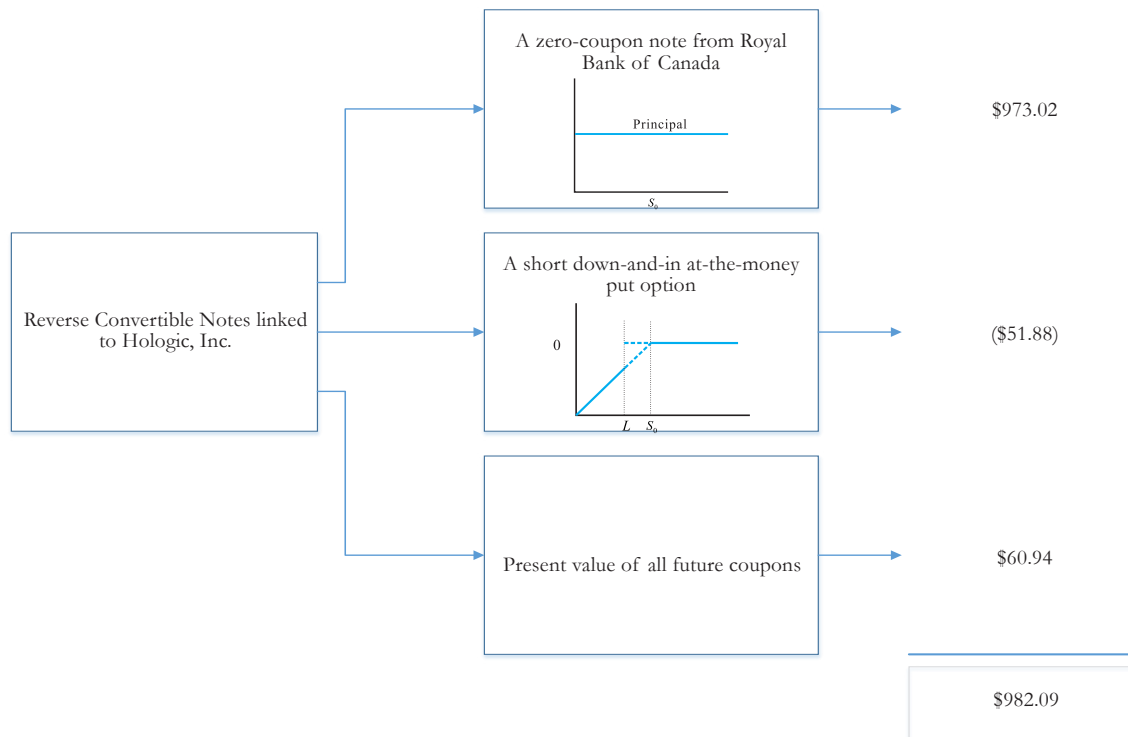 A zero-coupon note from Royal
Bank of Canada
Principal
S₀
$973.02
Reverse Convertible Notes linked
to Hologic, Inc.
A short down-and-in at-the-money
put option
0
L S₀
($51.88)
Present value of all future coupons
$60.94
$982.09